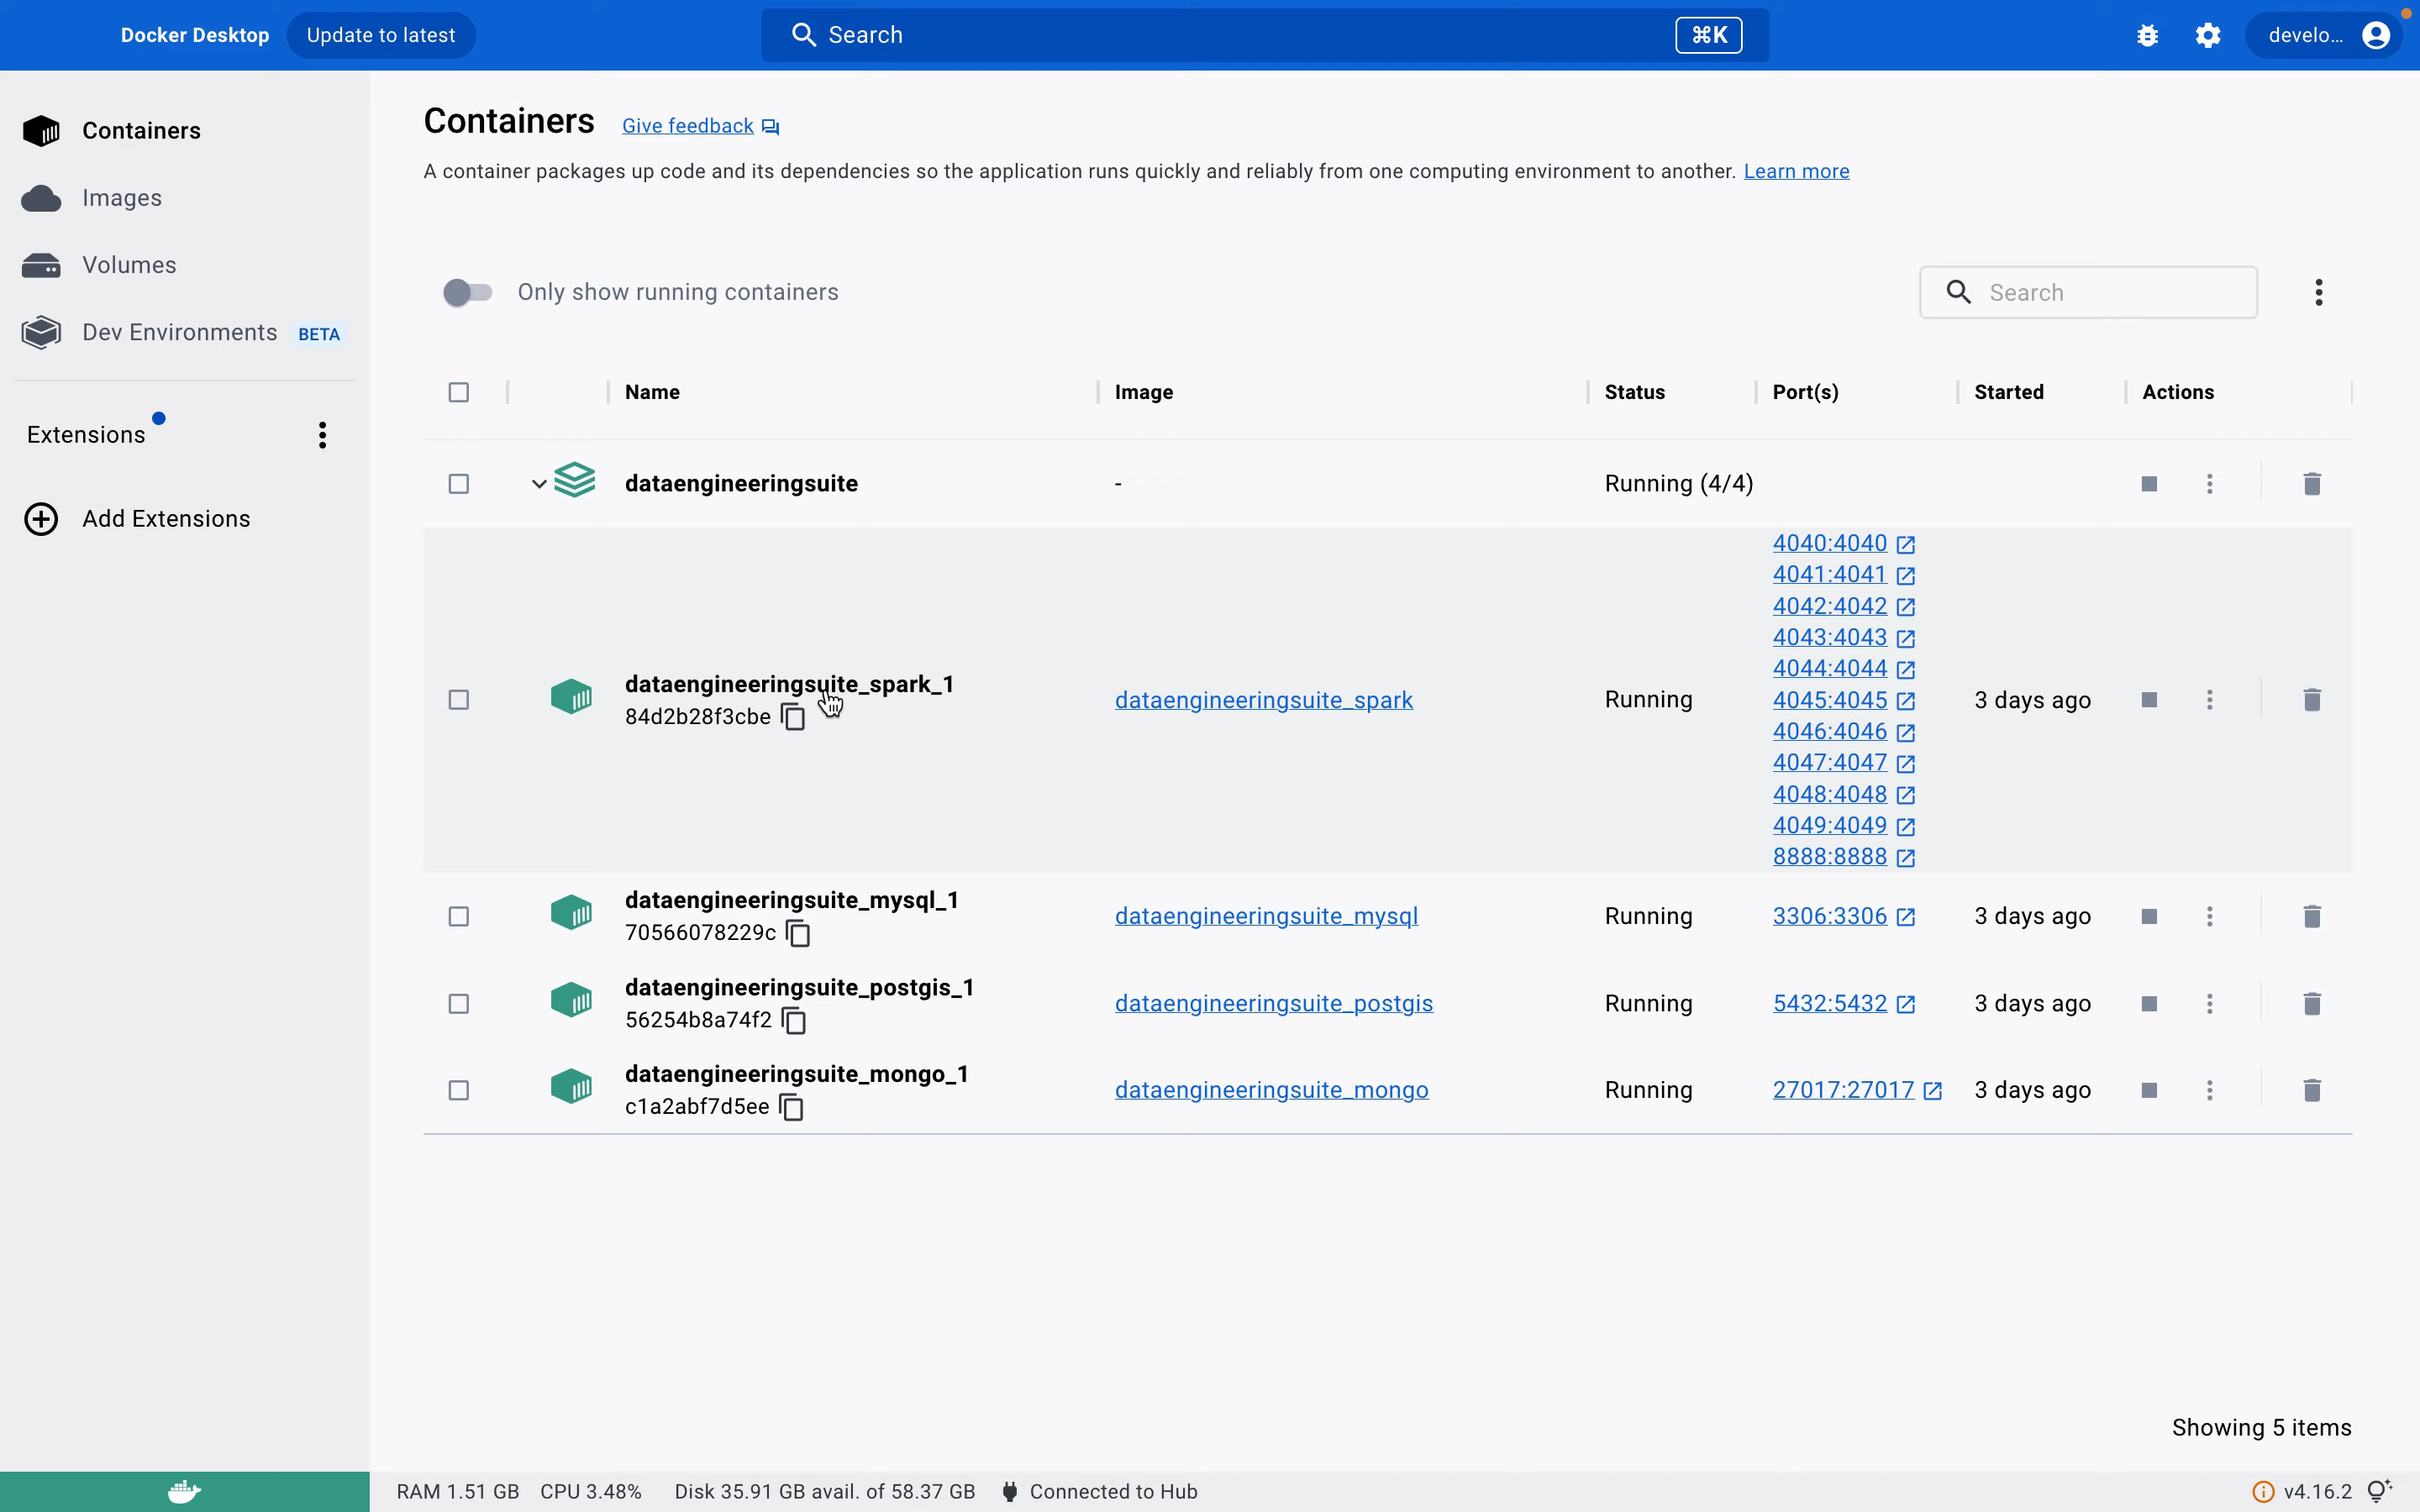 Docker Desktop
Update to latest
Search
⌘K
develo...
Containers
Images
Volumes
Dev Environments BETA
Extensions
Add Extensions
Containers
Give feedback
A container packages up code and its dependencies so the application runs quickly and reliably from one computing environment to another. Learn more
Only show running containers
Search
Name Image Status Port(s) Started Actions
dataengineeringsuite - Running (4/4)
4040:4040
4041:4041
4042:4042
4043:4043
4044:4044
dataengineeringsuite_spark_1
84d2b28f3cbe
dataengineeringsuite_spark Running 4045:4045 3 days ago
4046:4046
4047:4047
4048:4048
4049:4049
8888:8888
dataengineeringsuite_mysql_1
70566078229c
dataengineeringsuite_mysql Running 3306:3306 3 days ago
dataengineeringsuite_postgis_1
56254b8a74f2
dataengineeringsuite_postgis Running 5432:5432 3 days ago
dataengineeringsuite_mongo_1
c1a2abf7d5ee
dataengineeringsuite_mongo Running 27017:27017 3 days ago
Showing 5 items
RAM 1.51 GB CPU 3.48% Disk 35.91 GB avail. of 58.37 GB Connected to Hub v4.16.2